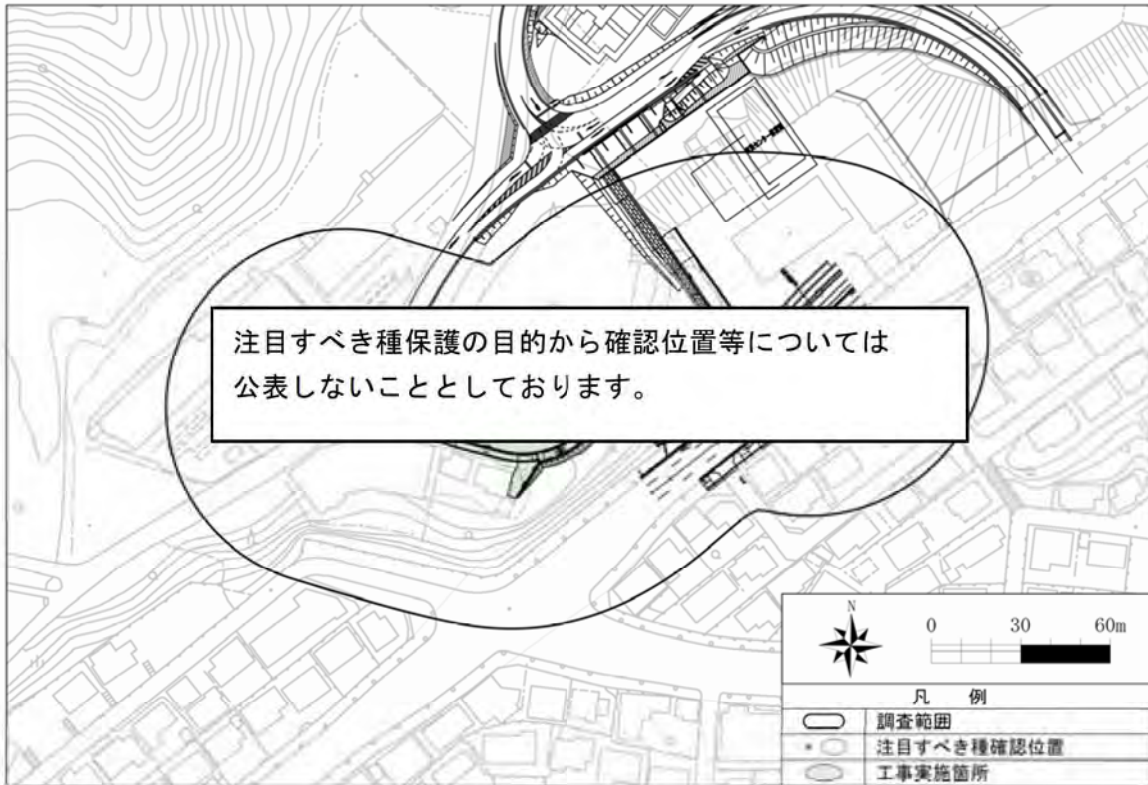 注目すべき種保護の目的から確認位置等については
公表しないこととしております。
N
0 30 60m
凡 例
調査範囲
注目すべき種確認位置
工事実施箇所